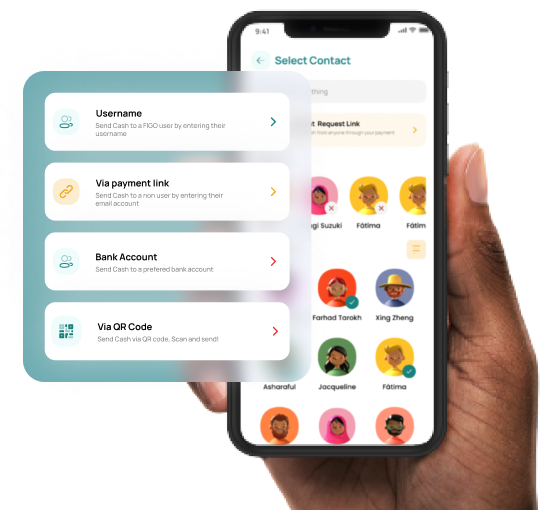 9:41
Select Contact
Username
Send Cash to a FIGO user by entering their
username
Via payment link
Send Cash to a non user by entering their
email account
Bank Account
Send Cash to a prefered bank account
Via QR Code
Send Cash via QR code, Scan and send!
thing
Request Link
anyone through your payment
Suzuki
Fátima
Fátim
Farhad Tarokh
Xing Zheng
Asharaful
Jacqueline
Fátima